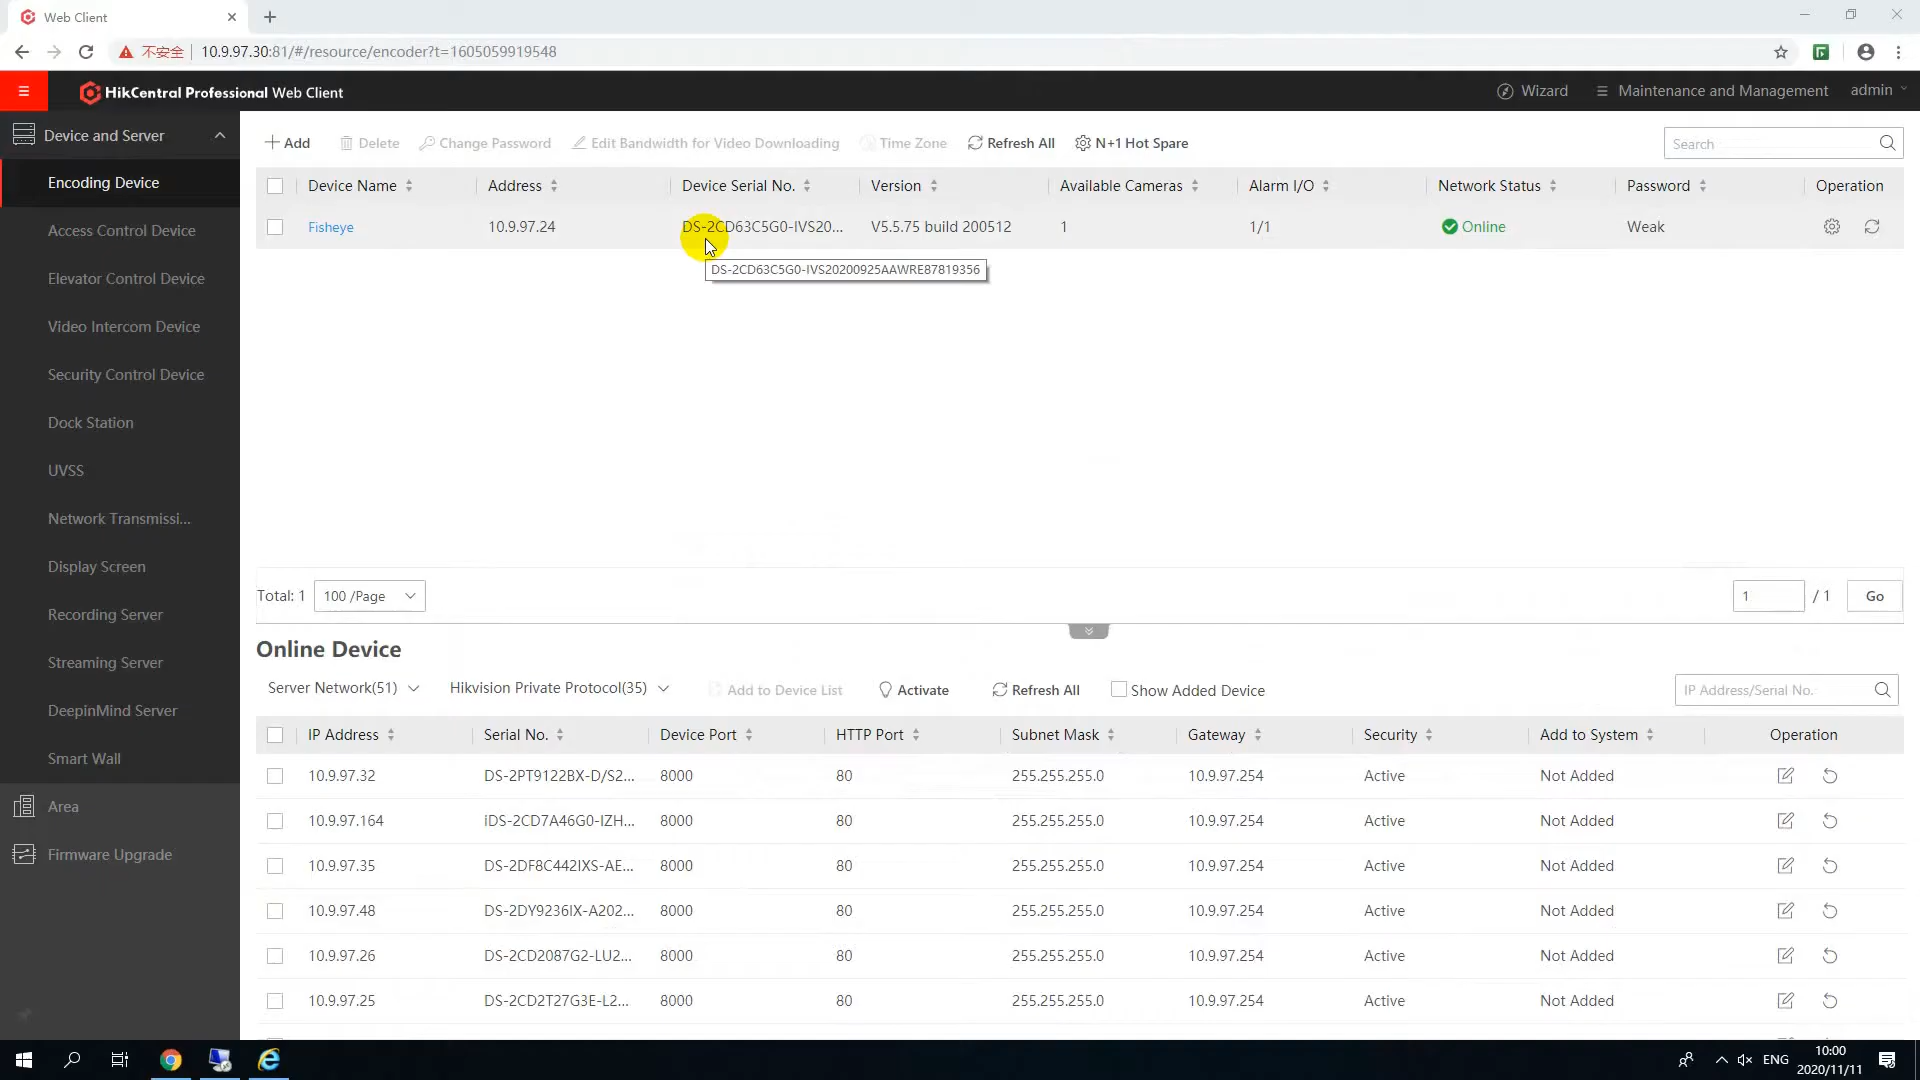 Web Client
不安全 10.9.97.30:81/#/resource/encoder?t=1605059919548
HikCentral Professional Web Client
Wizard
Maintenance and Management
admin
Device and Server
Encoding Device
Access Control Device
Elevator Control Device
Video Intercom Device
Security Control Device
Dock Station
UVSS
Network Transmissi...
Display Screen
Recording Server
Streaming Server
DeepinMind Server
Smart Wall
Area
Firmware Upgrade
Add Delete Change Password Edit Bandwidth for Video Downloading Time Zone Refresh All N+1 Hot Spare Search
Device Name Address Device Serial No. Version Available Cameras Alarm I/O Network Status Password Operation
Fisheye 10.9.97.24 DS-2CD63C5G0-IVS20... V5.5.75 build 200512 1 1/1 Online Weak
DS-2CD63C5G0-IVS20200925AAWRE87819356
Total: 1 100 /Page 1 / 1 Go
Online Device
Server Network(51) Hikvision Private Protocol(35) Add to Device List Activate Refresh All Show Added Device IP Address/Serial No.
IP Address Serial No. Device Port HTTP Port Subnet Mask Gateway Security Add to System Operation
10.9.97.32 DS-2PT9122BX-D/S2... 8000 80 255.255.255.0 10.9.97.254 Active Not Added
10.9.97.164 iDS-2CD7A46G0-IZH... 8000 80 255.255.255.0 10.9.97.254 Active Not Added
10.9.97.35 DS-2DF8C442IXS-AE... 8000 80 255.255.255.0 10.9.97.254 Active Not Added
10.9.97.48 DS-2DY9236IX-A202... 8000 80 255.255.255.0 10.9.97.254 Active Not Added
10.9.97.26 DS-2CD2087G2-LU2... 8000 80 255.255.255.0 10.9.97.254 Active Not Added
10.9.97.25 DS-2CD2T27G3E-L2... 8000 80 255.255.255.0 10.9.97.254 Active Not Added
ENG
10:00
2020/11/11